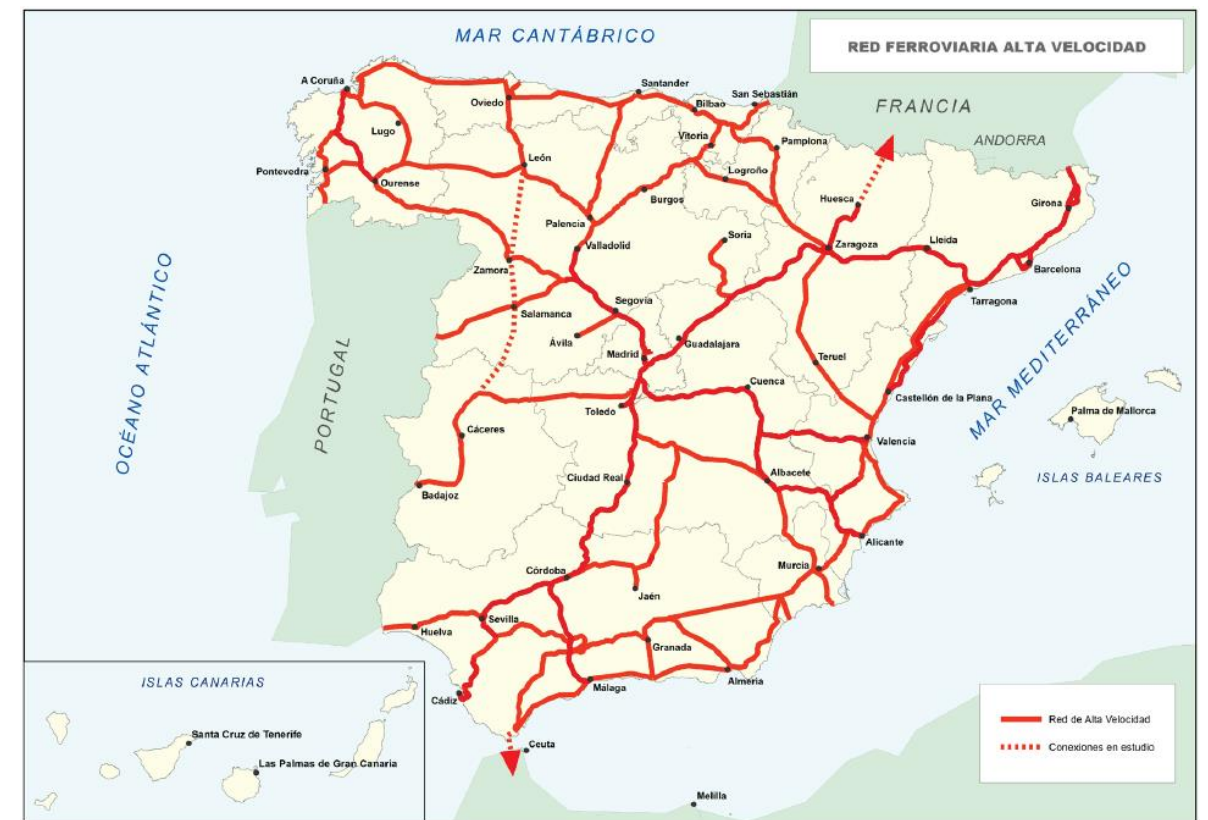 RED FERROVIARIA ALTA VELOCIDAD
MAR CANTÁBRICO
FRANCIA
ANDORRA
OCÉANO ATLÁNTICO
PORTUGAL
MAR MEDITERRÁNEO
ISLAS BALEARES
A Coruña
Lugo
Oviedo
Santander
Bilbao
San Sebastián
Vitoria
Pamplona
León
Logroño
Pontevedra
Ourense
Burgos
Huesca
Girona
Palencia
Valladolid
Soria
Zaragoza
Lleida
Barcelona
Zamora
Tarragona
Segovia
Salamanca
Ávila
Guadalajara
Madrid
Teruel
Cuenca
Castellón de la Plana
Palma de Mallorca
Toledo
Cáceres
Valencia
Badajoz
Ciudad Real
Albacete
Alicante
Córdoba
Murcia
Jaén
Huelva
Sevilla
Granada
Cádiz
Málaga
Almería
Ceuta
Melilla
ISLAS CANARIAS
Santa Cruz de Tenerife
Las Palmas de Gran Canaria
Red de Alta Velocidad
Conexiones en estudio